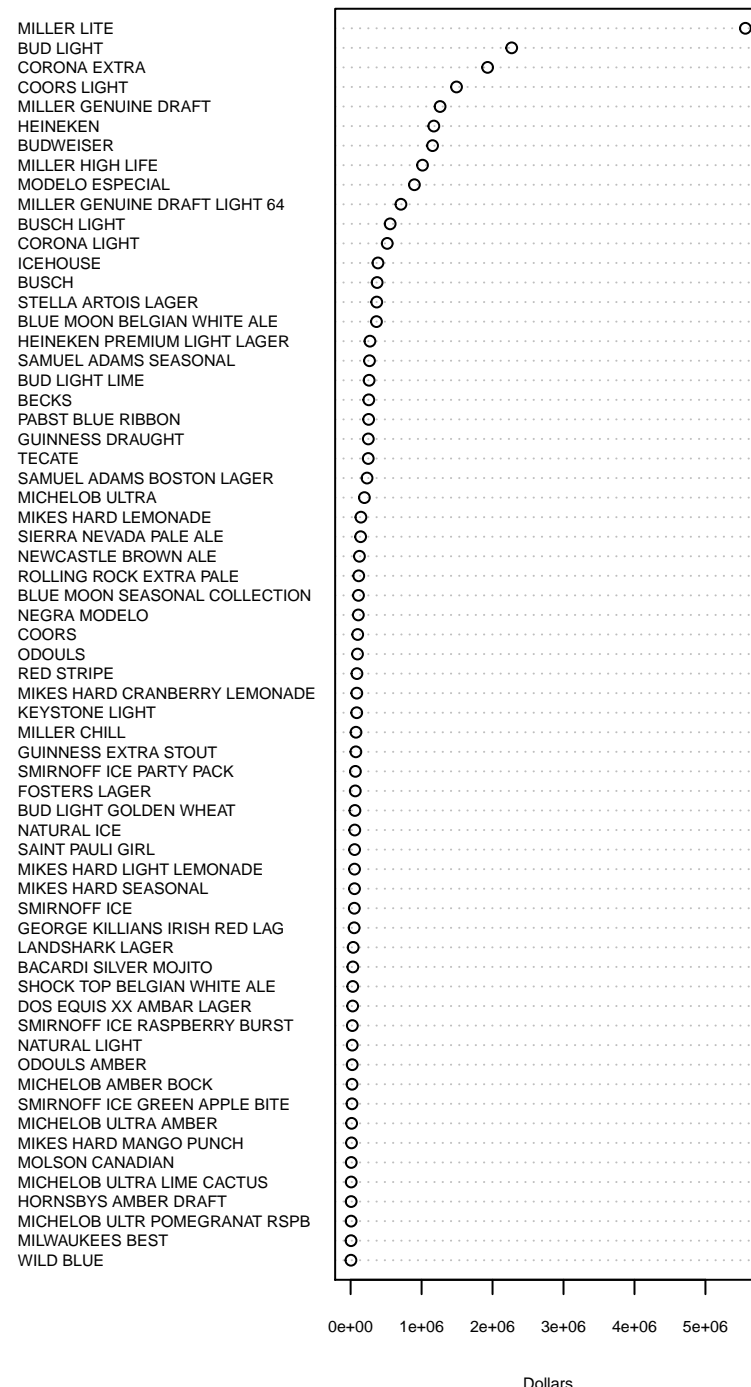 MILLER LITE
BUD LIGHT
CORONA EXTRA
COORS LIGHT
MILLER GENUINE DRAFT
HEINEKEN
BUDWEISER
MILLER HIGH LIFE
MODELO ESPECIAL
MILLER GENUINE DRAFT LIGHT 64
BUSCH LIGHT
CORONA LIGHT
ICEHOUSE
BUSCH
STELLA ARTOIS LAGER
BLUE MOON BELGIAN WHITE ALE
HEINEKEN PREMIUM LIGHT LAGER
SAMUEL ADAMS SEASONAL
BUD LIGHT LIME
BECKS
PABST BLUE RIBBON
GUINNESS DRAUGHT
TECATE
SAMUEL ADAMS BOSTON LAGER
MICHELOB ULTRA
MIKES HARD LEMONADE
SIERRA NEVADA PALE ALE
NEWCASTLE BROWN ALE
ROLLING ROCK EXTRA PALE
BLUE MOON SEASONAL COLLECTION
NEGRA MODELO
COORS
ODOULS
RED STRIPE
MIKES HARD CRANBERRY LEMONADE
KEYSTONE LIGHT
MILLER CHILL
GUINNESS EXTRA STOUT
SMIRNOFF ICE PARTY PACK
FOSTERS LAGER
BUD LIGHT GOLDEN WHEAT
NATURAL ICE
SAINT PAULI GIRL
MIKES HARD LIGHT LEMONADE
MIKES HARD SEASONAL
SMIRNOFF ICE
GEORGE KILLIANS IRISH RED LAG
LANDSHARK LAGER
BACARDI SILVER MOJITO
SHOCK TOP BELGIAN WHITE ALE
DOS EQUIS XX AMBAR LAGER
SMIRNOFF ICE RASPBERRY BURST
NATURAL LIGHT
ODOULS AMBER
MICHELOB AMBER BOCK
SMIRNOFF ICE GREEN APPLE BITE
MICHELOB ULTRA AMBER
MIKES HARD MANGO PUNCH
MOLSON CANADIAN
MICHELOB ULTRA LIME CACTUS
HORNSBYS AMBER DRAFT
MICHELOB ULTR POMEGRANAT RSPB
MILWAUKEES BEST
WILD BLUE
0e+00 1e+06 2e+06 3e+06 4e+06 5e+06
Dollars